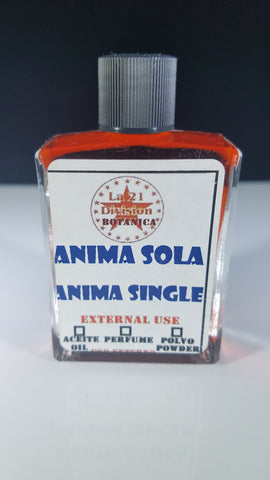 La 21
Division
BOTANICA
ANIMA SOLA
ANIMA SINGLE
EXTERNAL USE
ACEITE PERFUME POLVO
OIL POWDER